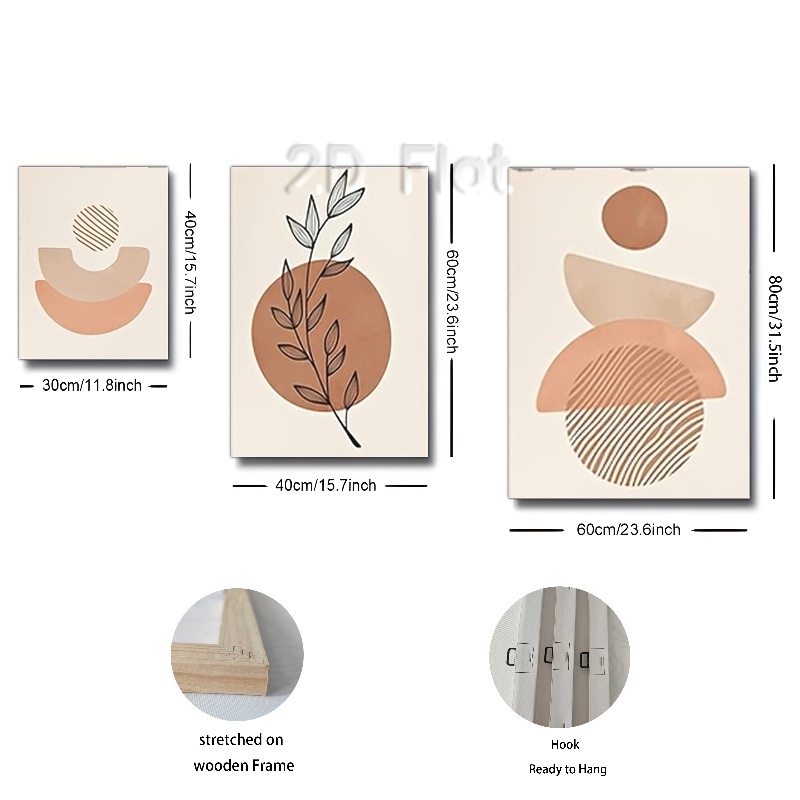 2D Flat
40cm/15.7inch
30cm/11.8inch
60cm/23.6inch
40cm/15.7inch
80cm/31.5inch
60cm/23.6inch
stretched on
wooden Frame
Hook
Ready to Hang